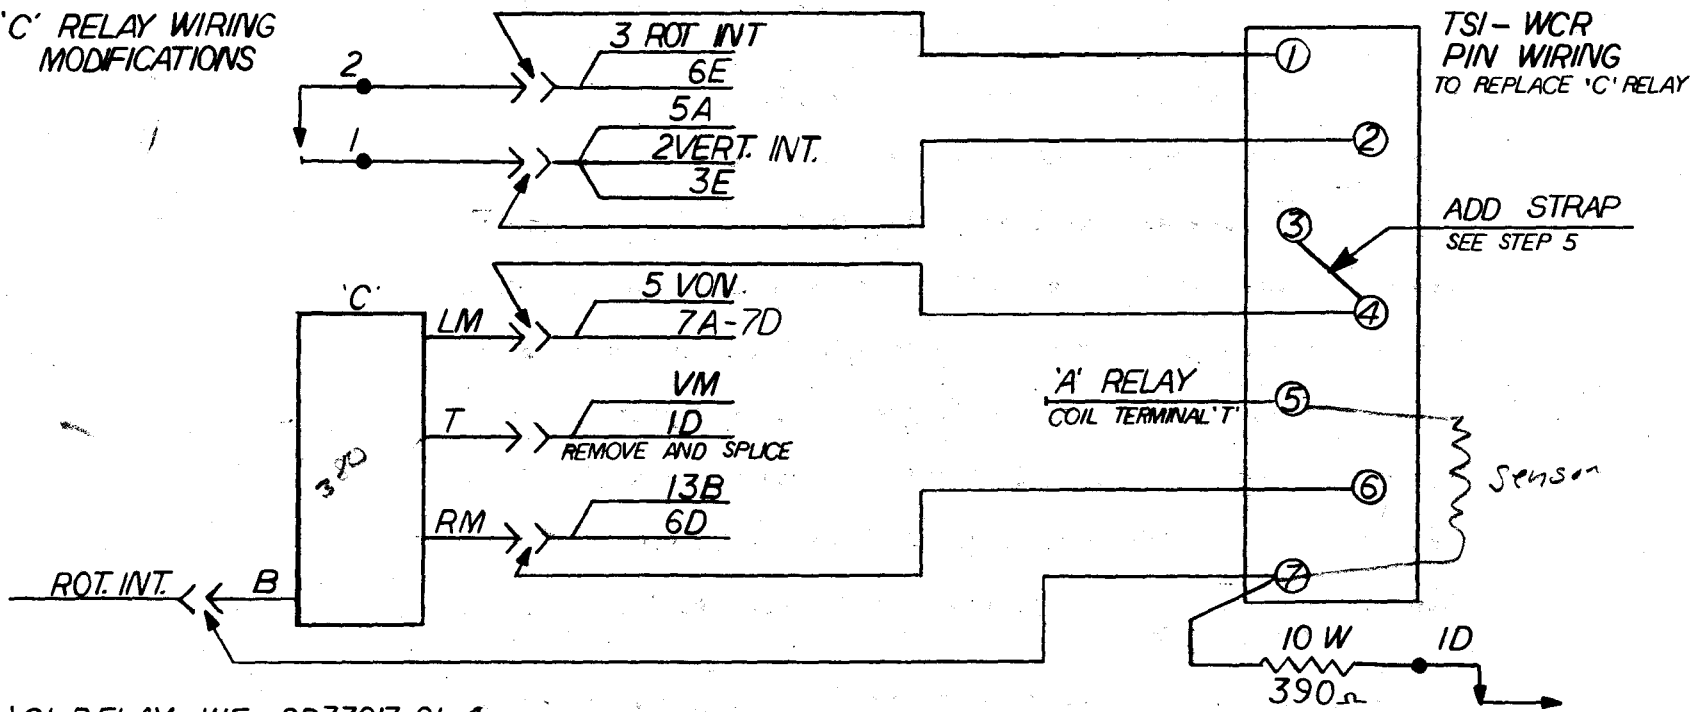 'C' RELAY WIRING
MODIFICATIONS
2
1
3 ROT INT
6E
5A
2VERT. INT.
3E
'C'
380
LM
5 VON.
7A-7D
T
VM
1D
REMOVE AND SPLICE
RM
13B
6D
ROT. INT.
B
TSI- WCR
PIN WIRING
TO REPLACE 'C' RELAY
1
2
3
4
ADD STRAP
SEE STEP 5
'A' RELAY
COIL TERMINAL 'T'
5
6
7
Sensor
10 W
390Ω
1D